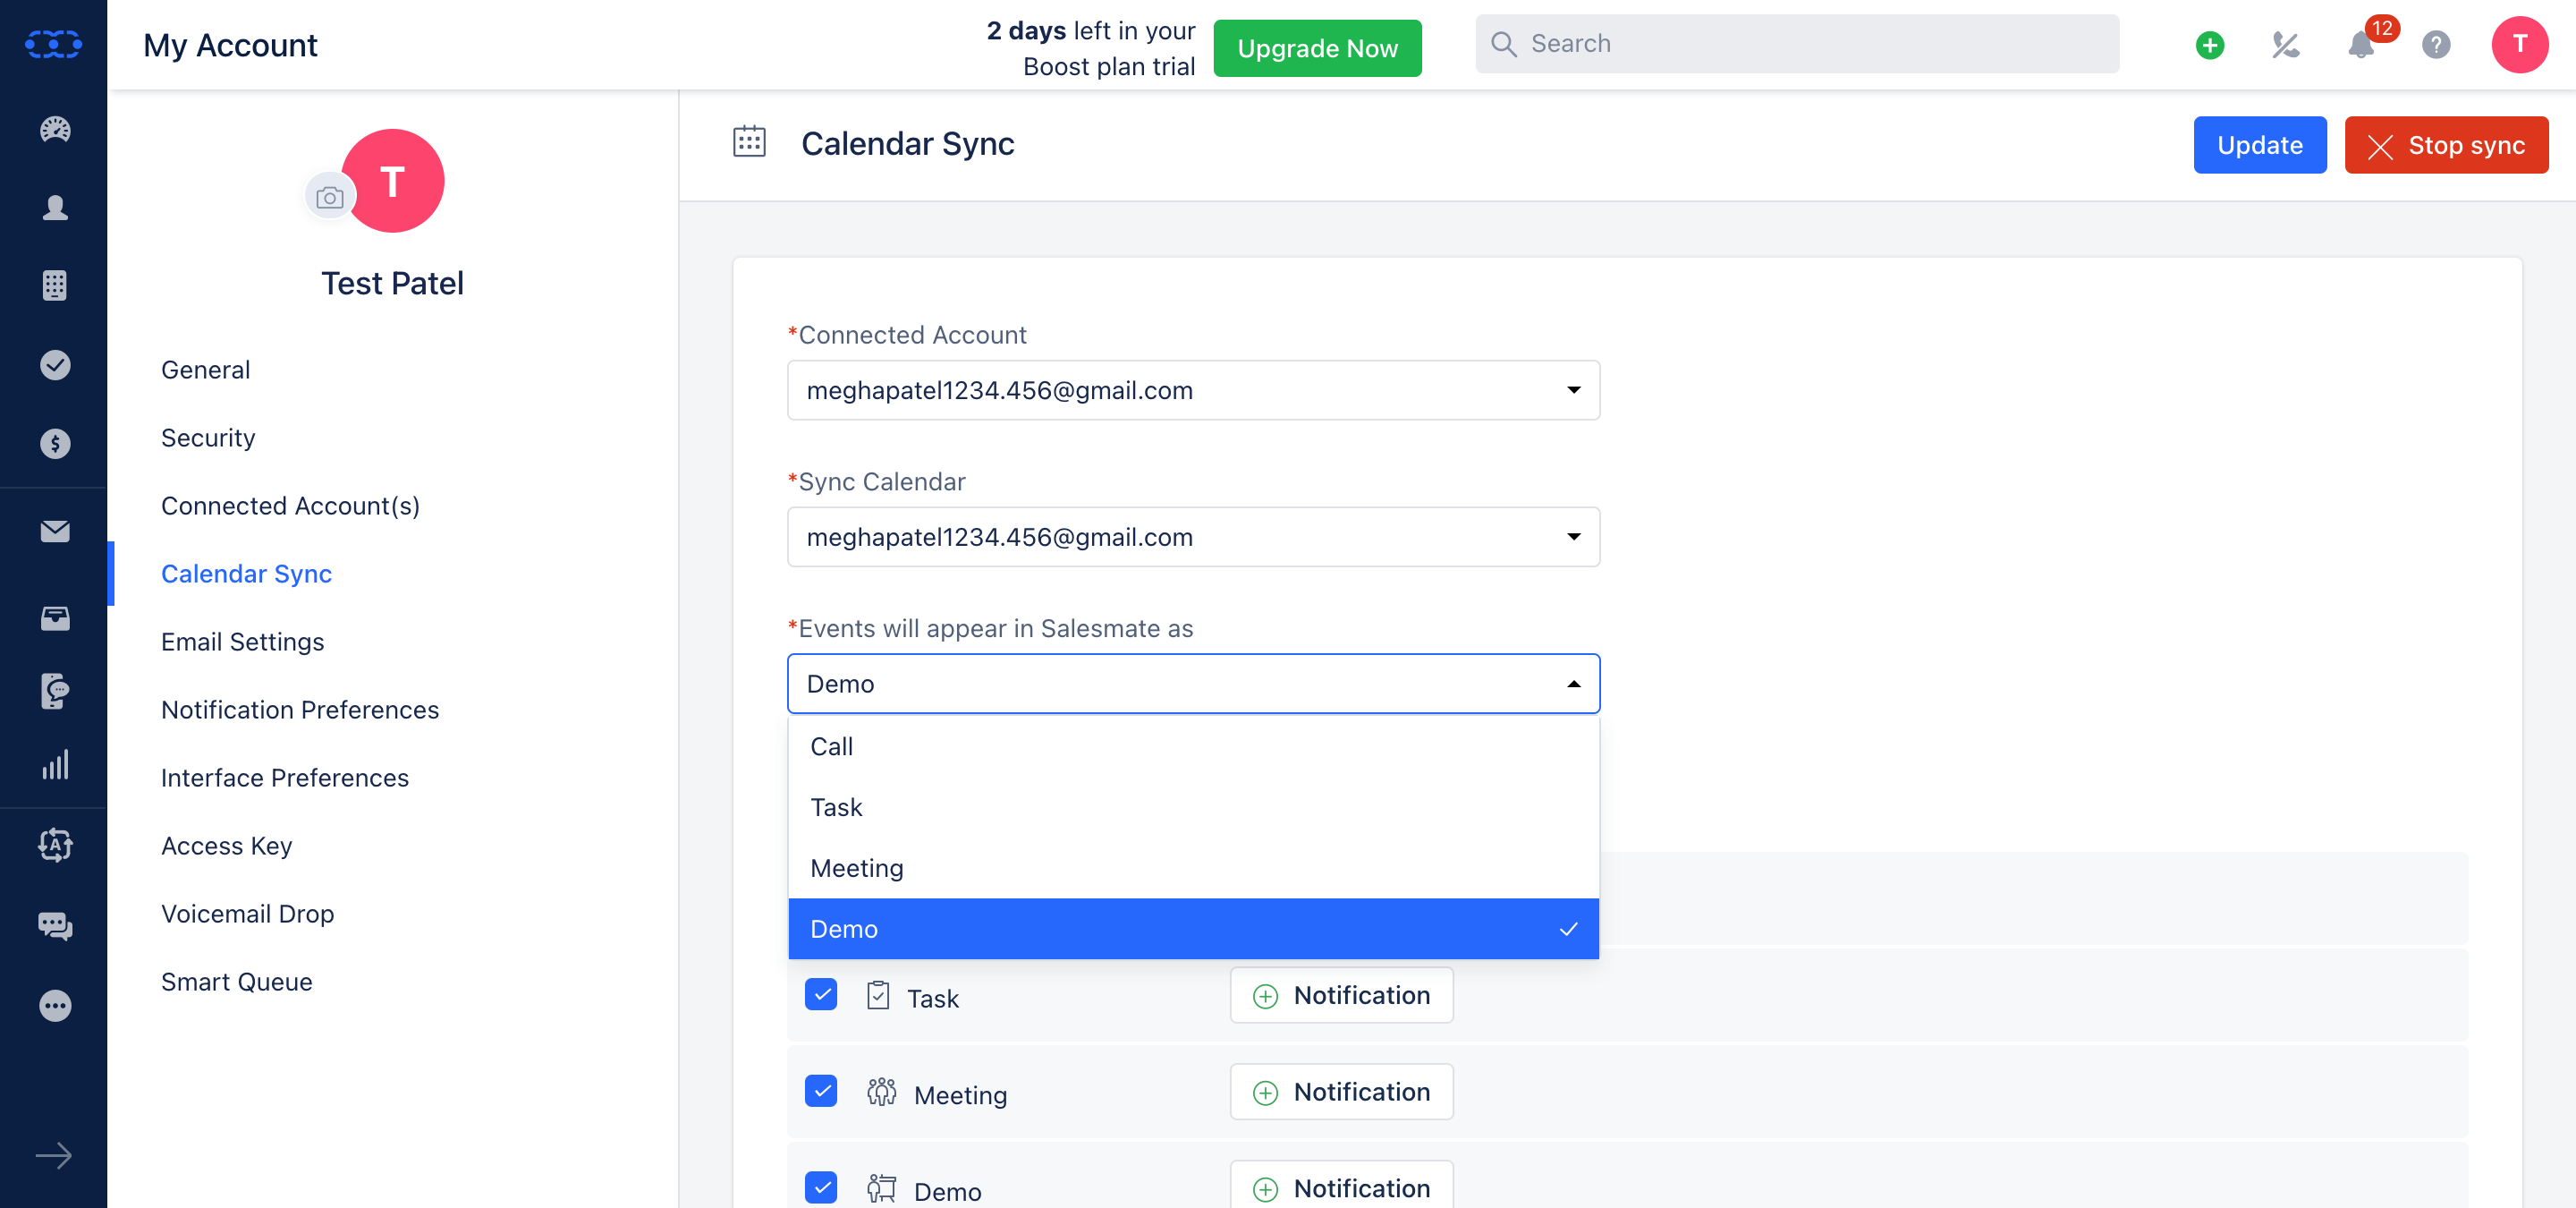 My Account
2 days left in your
Boost plan trial
Upgrade Now
Search
12
?
T
T
Test Patel
General
Security
Connected Account(s)
Calendar Sync
Email Settings
Notification Preferences
Interface Preferences
Access Key
Voicemail Drop
Smart Queue
$
A
Calendar Sync
Update
Stop sync
*Connected Account
meghapatel1234.456@gmail.com
*Sync Calendar
meghapatel1234.456@gmail.com
*Events will appear in Salesmate as
Demo
Call
Task
Meeting
Demo
Task
Notification
Meeting
Notification
Demo
Notification